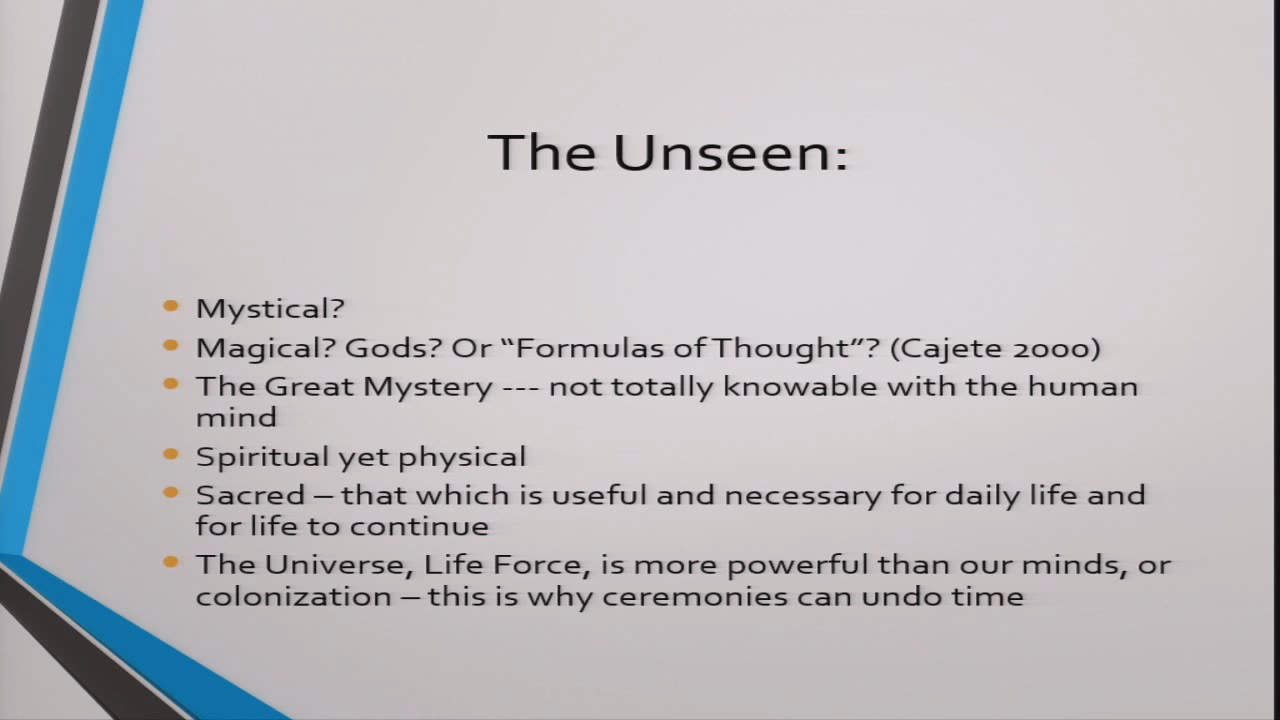 The Unseen:
Mystical?
Magical? Gods? Or “Formulas of Thought”? (Cajete 2000)
The Great Mystery --- not totally knowable with the human
mind
Spiritual yet physical
Sacred – that which is useful and necessary for daily life and
for life to continue
The Universe, Life Force, is more powerful than our minds, or
colonization – this is why ceremonies can undo time